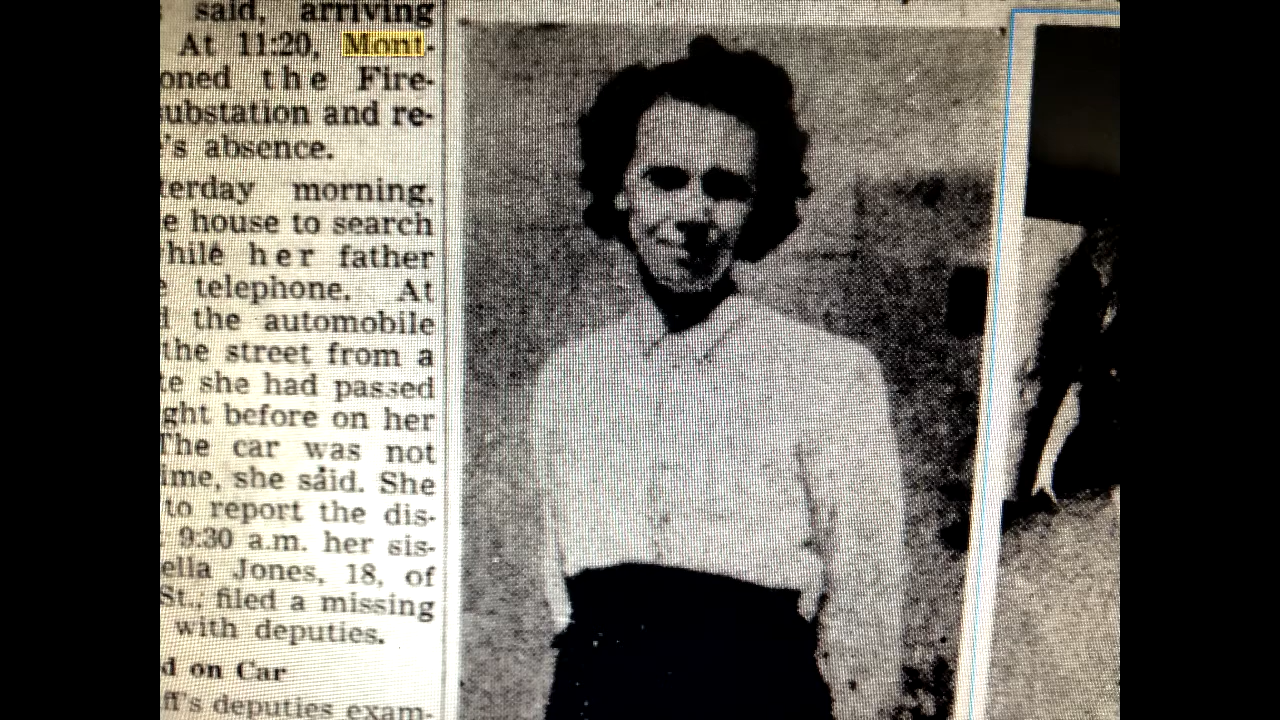 said, arriving
At 11:20, Mont-
oned the Fire-
ubstation and re-
's absence.
terday morning,
e house to search
hile her father
telephone. At
the automobile
the street from a
e she had passed
ght before on her
The car was not
ime, she said. She
to report the dis-
9:30 a.m. her sis-
ella Jones, 18, of
St., filed a missing
with deputies.
d on Car
ff's deputies exam-